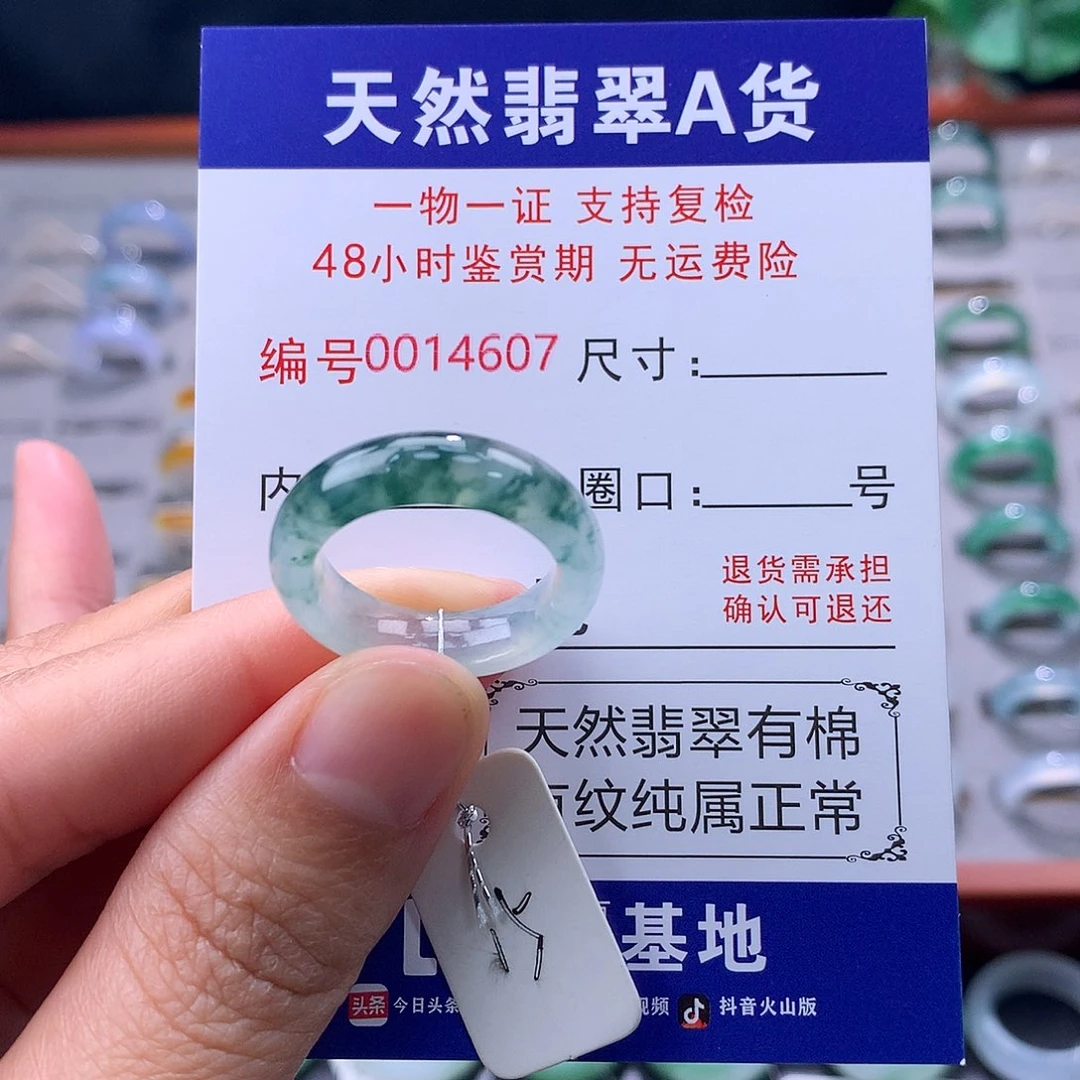 天然翡翠A货
一物一证 支持复检
48小时鉴赏期 无运费险
编号0014607 尺寸:
内 圈口: 号
退货需承担
确认可退还
天然翡翠有棉
有纹纯属正常
基地
头条 今日头条 视频 抖音火山版